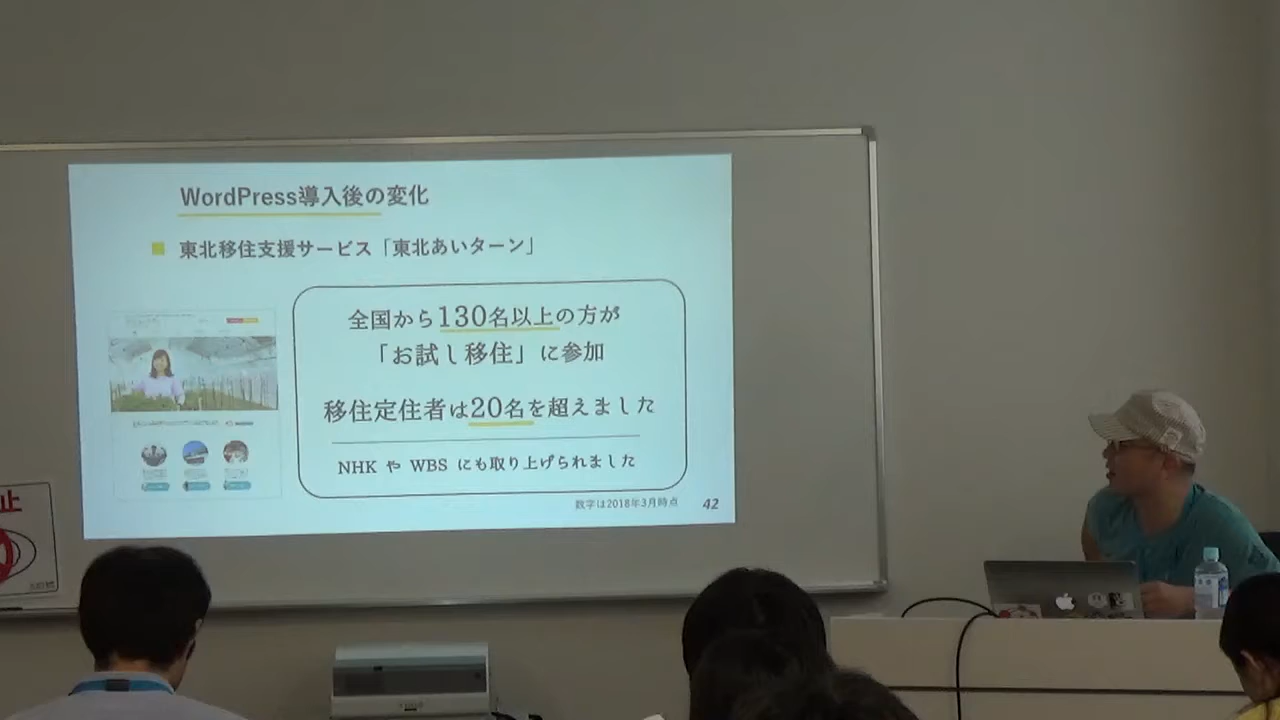 WordPress導入後の変化
東北移住支援サービス「東北あいターン」
全国から130名以上の方が
「お試し移住」に参加
移住定住者は20名を超えました
NHK や WBS にも取り上げられました
数字は2018年3月時点
42
止